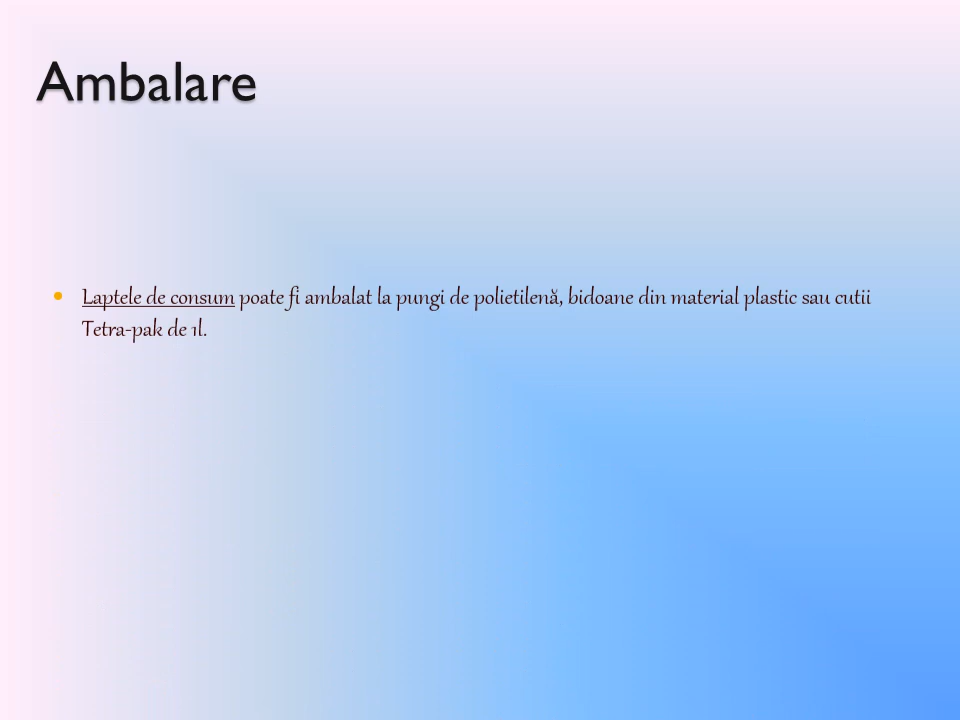 Ambalare
• Laptele de consum poate fi ambalat la pungi de polietilenă, bidoane din material plastic sau cutii
Tetra-pak de 1l.